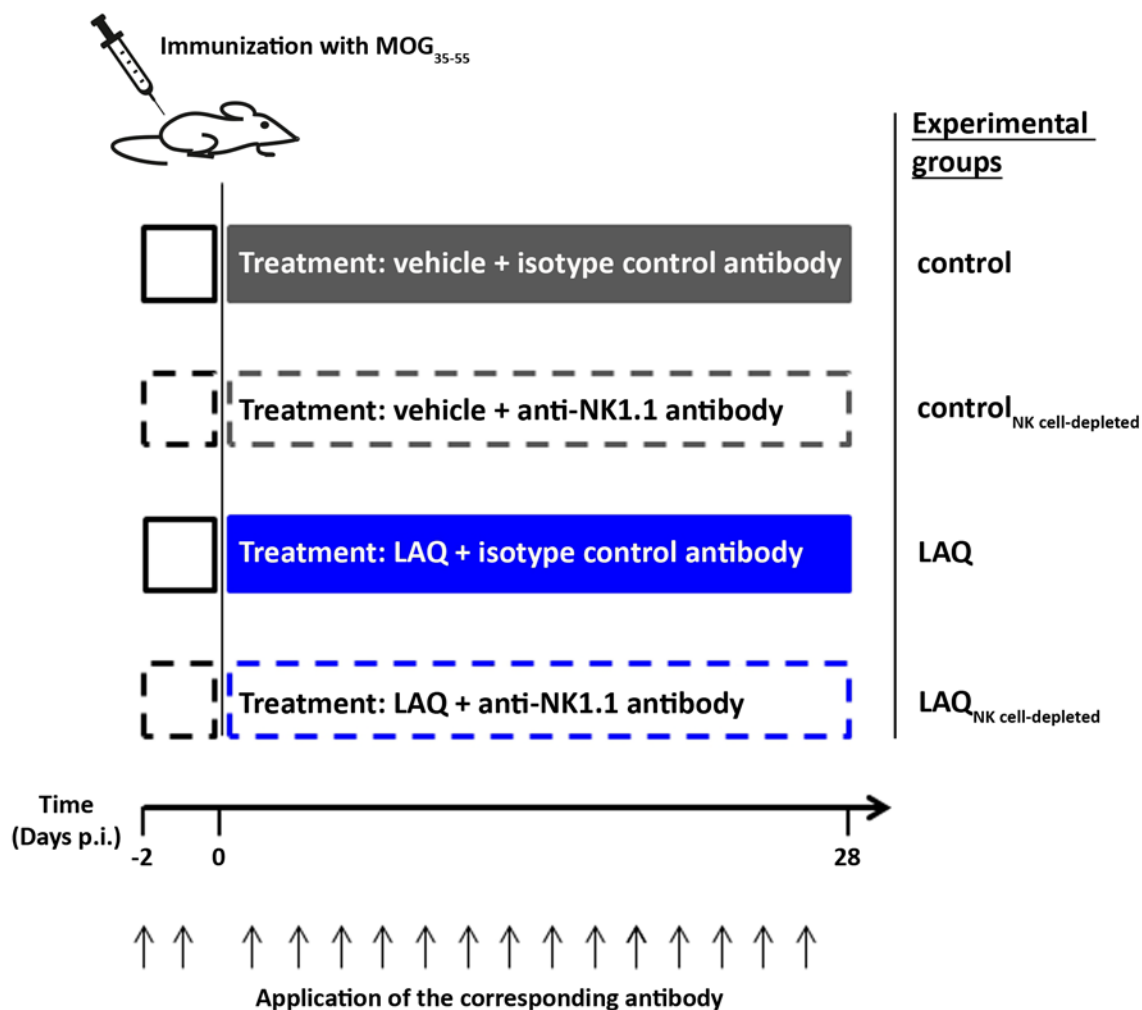 Immunization with MOG35-55
Experimental
groups
Treatment: vehicle + isotype control antibody
control
Treatment: vehicle + anti-NK1.1 antibody
controlNK cell-depleted
Treatment: LAQ + isotype control antibody
LAQ
Treatment: LAQ + anti-NK1.1 antibody
LAQNK cell-depleted
Time
(Days p.i.)
-2 0 28
Application of the corresponding antibody